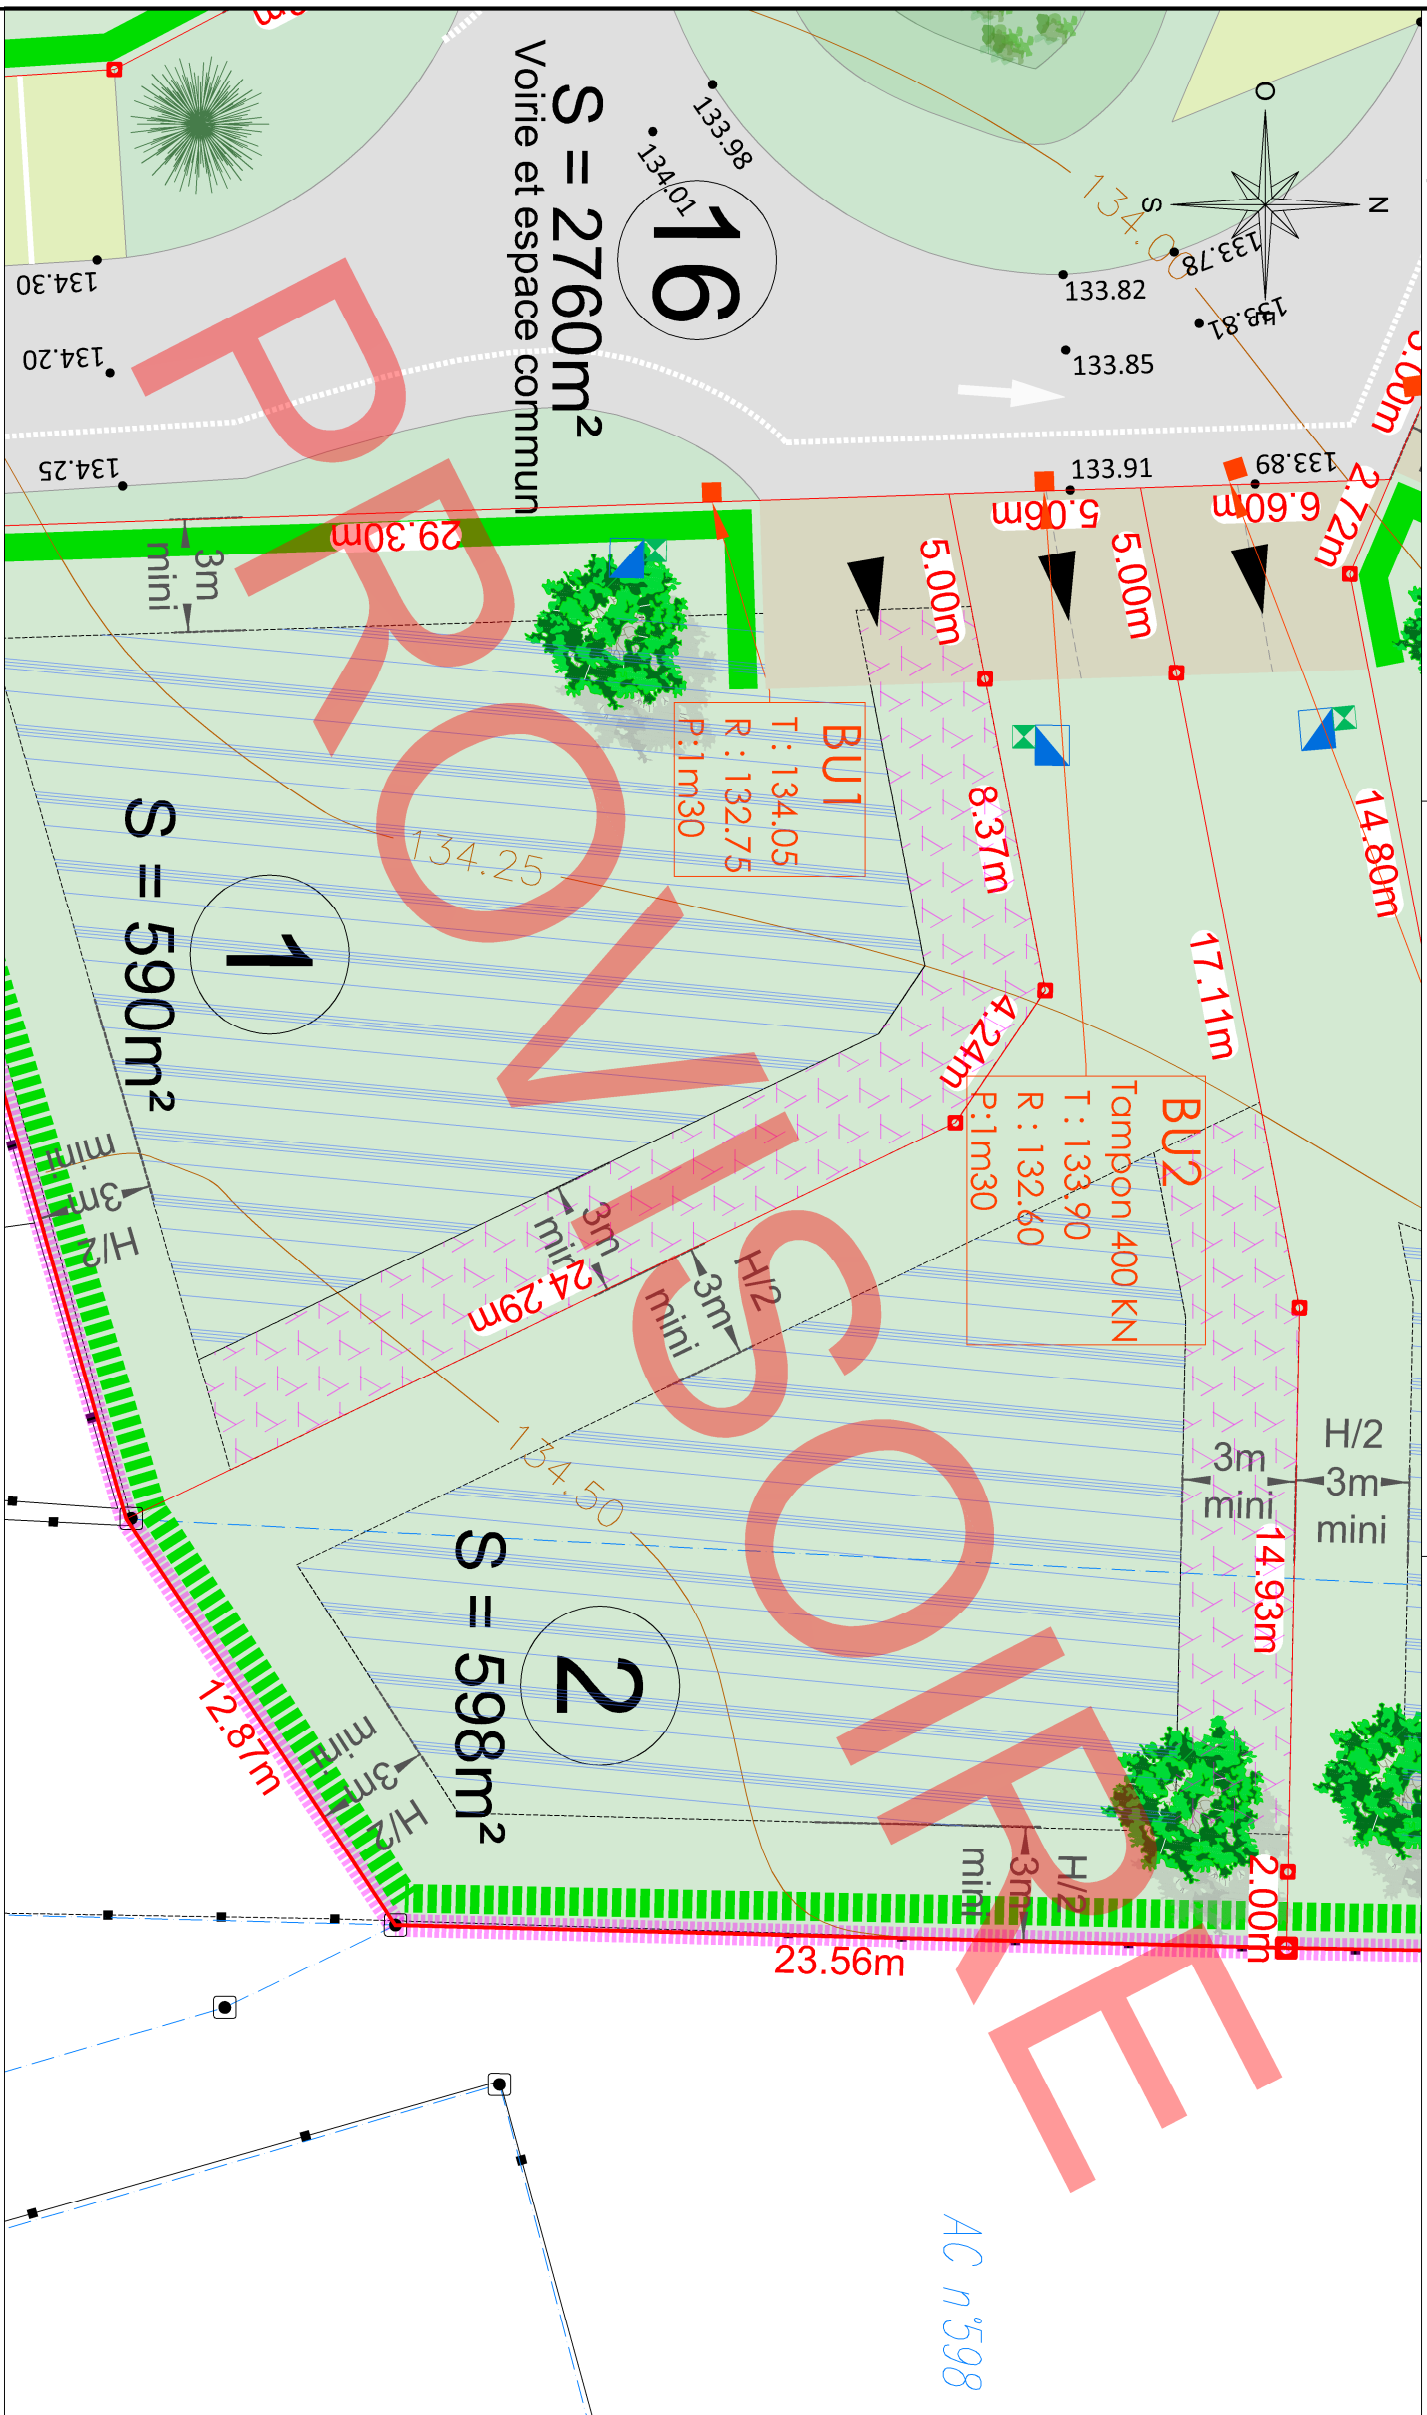 S = 2760m²
Voirie et espace commun
16
133.98
134.01
134.00
O
N
S
133.78
133.82
133.81
133.85
134.30
134.20
134.25
133.91
133.89
29.30m
5.06m
6.60m
2.72m
5.00m
5.00m
3m
mini
BU1
T : 134.05
R : 132.75
P:1m30
8.37m
14.80m
17.11m
4.24m
134.25
1
S = 590m²
BU2
Tampon 400 KN
T : 133.90
R : 132.60
P:1m30
H/2
3m
mini
3m
mini
24.29m
H/2
3m
mini
3m
mini
H/2
3m
mini
14.93m
134.50
2
S = 598m²
12.87m
H/2
3m
mini
H/2
3m
mini
2.00m
23.56m
PROVISOIRE
AC n°598